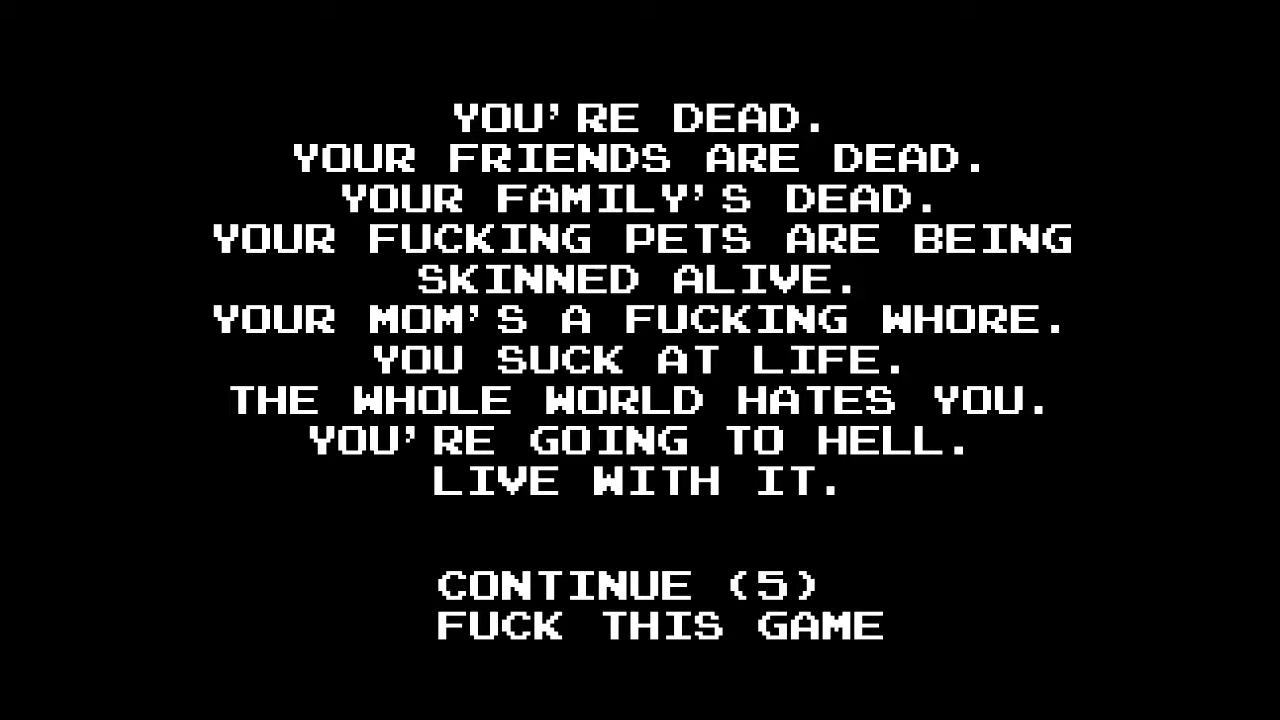 YOU'RE DEAD.
YOUR FRIENDS ARE DEAD.
YOUR FAMILY'S DEAD.
YOUR FUCKING PETS ARE BEING
SKINNED ALIVE.
YOUR MOM'S A FUCKING WHORE.
YOU SUCK AT LIFE.
THE WHOLE WORLD HATES YOU.
YOU'RE GOING TO HELL.
LIVE WITH IT.
CONTINUE (5)
FUCK THIS GAME